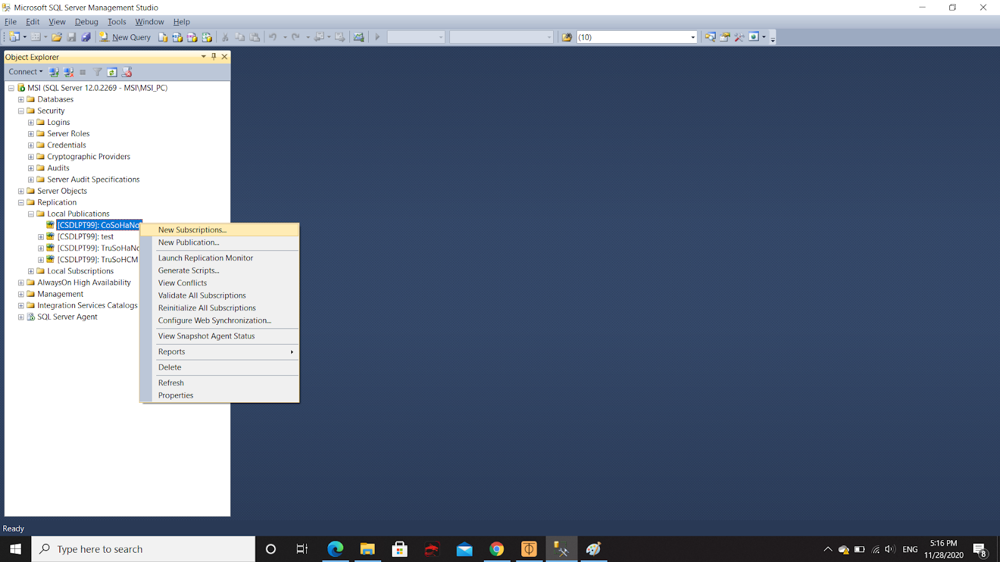 Microsoft SQL Server Management Studio
File Edit View Debug Tools Window Help
New Query
(10)
Object Explorer
Connect
MSI (SQL Server 12.0.2269 - MSI\MSI_PC)
Databases
Security
Logins
Server Roles
Credentials
Cryptographic Providers
Audits
Server Audit Specifications
Server Objects
Replication
Local Publications
[CSDLPT99]: CoSoHaNo
[CSDLPT99]: test
[CSDLPT99]: TruSoHaNo
[CSDLPT99]: TruSoHCM
Local Subscriptions
AlwaysOn High Availability
Management
Integration Services Catalogs
SQL Server Agent
New Subscriptions...
New Publication...
Launch Replication Monitor
Generate Scripts...
View Conflicts
Validate All Subscriptions
Reinitialize All Subscriptions
Configure Web Synchronization...
View Snapshot Agent Status
Reports
Delete
Refresh
Properties
Ready
Type here to search
ENG
5:16 PM
11/28/2020
8